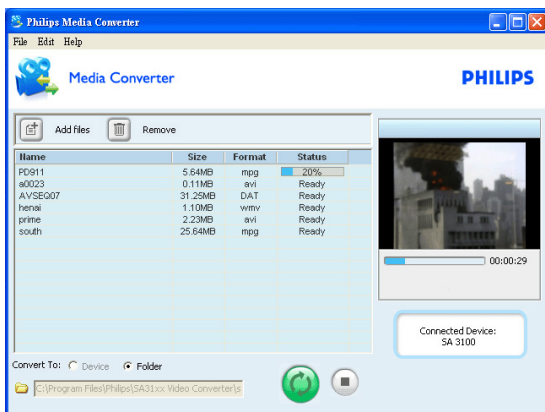 Philips Media Converter
File Edit Help
Media Converter
PHILIPS
Add files Remove
Name Size Format Status
PD911 5.64MB mpg 20%
a0023 0.11MB avi Ready
AVSEQ07 31.25MB DAT Ready
henai 1.10MB wmv Ready
prime 2.23MB avi Ready
south 25.64MB mpg Ready
00:00:29
Connected Device:
SA 3100
Convert To: Device Folder
C:\Program Files\Philips\SA31xx Video Converter\s